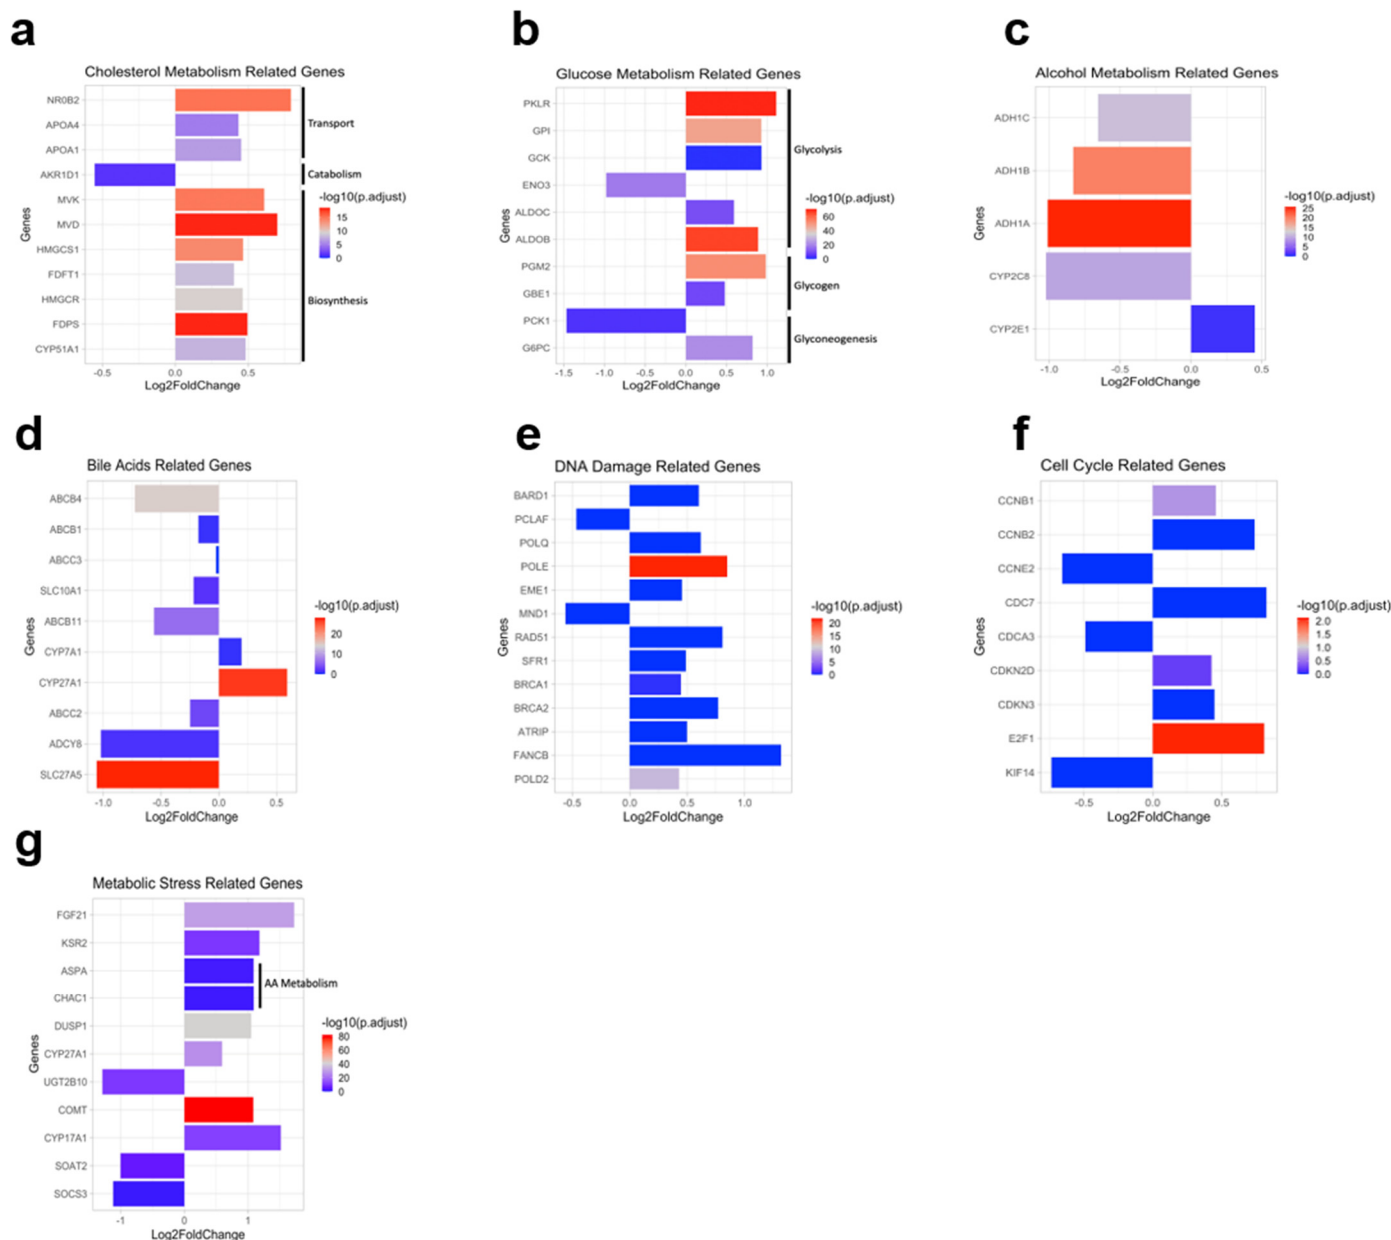 a
Cholesterol Metabolism Related Genes
Genes
NR0B2
APOA4
APOA1
AKR1D1
MVK
MVD
HMGCS1
FDFT1
HMGCR
FDPS
CYP51A1
Transport
Catabolism
Biosynthesis
-log10(p.adjust)
15
10
5
0
-0.5 0.0 0.5
Log2FoldChange
b
Glucose Metabolism Related Genes
Genes
PKLR
GPI
GCK
ENO3
ALDOC
ALDOB
PGM2
GBE1
PCK1
G6PC
Glycolysis
Glycogen
Glyconeogenesis
-log10(p.adjust)
60
40
20
0
-1.5 -1.0 -0.5 0.0 0.5 1.0
Log2FoldChange
c
Alcohol Metabolism Related Genes
Genes
ADH1C
ADH1B
ADH1A
CYP2C8
CYP2E1
-log10(p.adjust)
25
20
15
10
5
0
-1.0 -0.5 0.0 0.5
Log2FoldChange
d
Bile Acids Related Genes
Genes
ABCB4
ABCB1
ABCC3
SLC10A1
ABCB11
CYP7A1
CYP27A1
ABCC2
ADCY8
SLC27A5
-log10(p.adjust)
20
10
0
-1.0 -0.5 0.0 0.5
Log2FoldChange
e
DNA Damage Related Genes
Genes
BARD1
PCLAF
POLQ
POLE
EME1
MND1
RAD51
SFR1
BRCA1
BRCA2
ATRIP
FANCB
POLD2
-log10(p.adjust)
20
15
10
5
0
-0.5 0.0 0.5 1.0
Log2FoldChange
f
Cell Cycle Related Genes
Genes
CCNB1
CCNB2
CCNE2
CDC7
CDCA3
CDKN2D
CDKN3
E2F1
KIF14
-log10(p.adjust)
2.0
1.5
1.0
0.5
0.0
-0.5 0.0 0.5
Log2FoldChange
g
Metabolic Stress Related Genes
Genes
FGF21
KSR2
ASPA
CHAC1
DUSP1
CYP27A1
UGT2B10
COMT
CYP17A1
SOAT2
SOCS3
AA Metabolism
-log10(p.adjust)
80
60
40
20
0
-1 0 1
Log2FoldChange